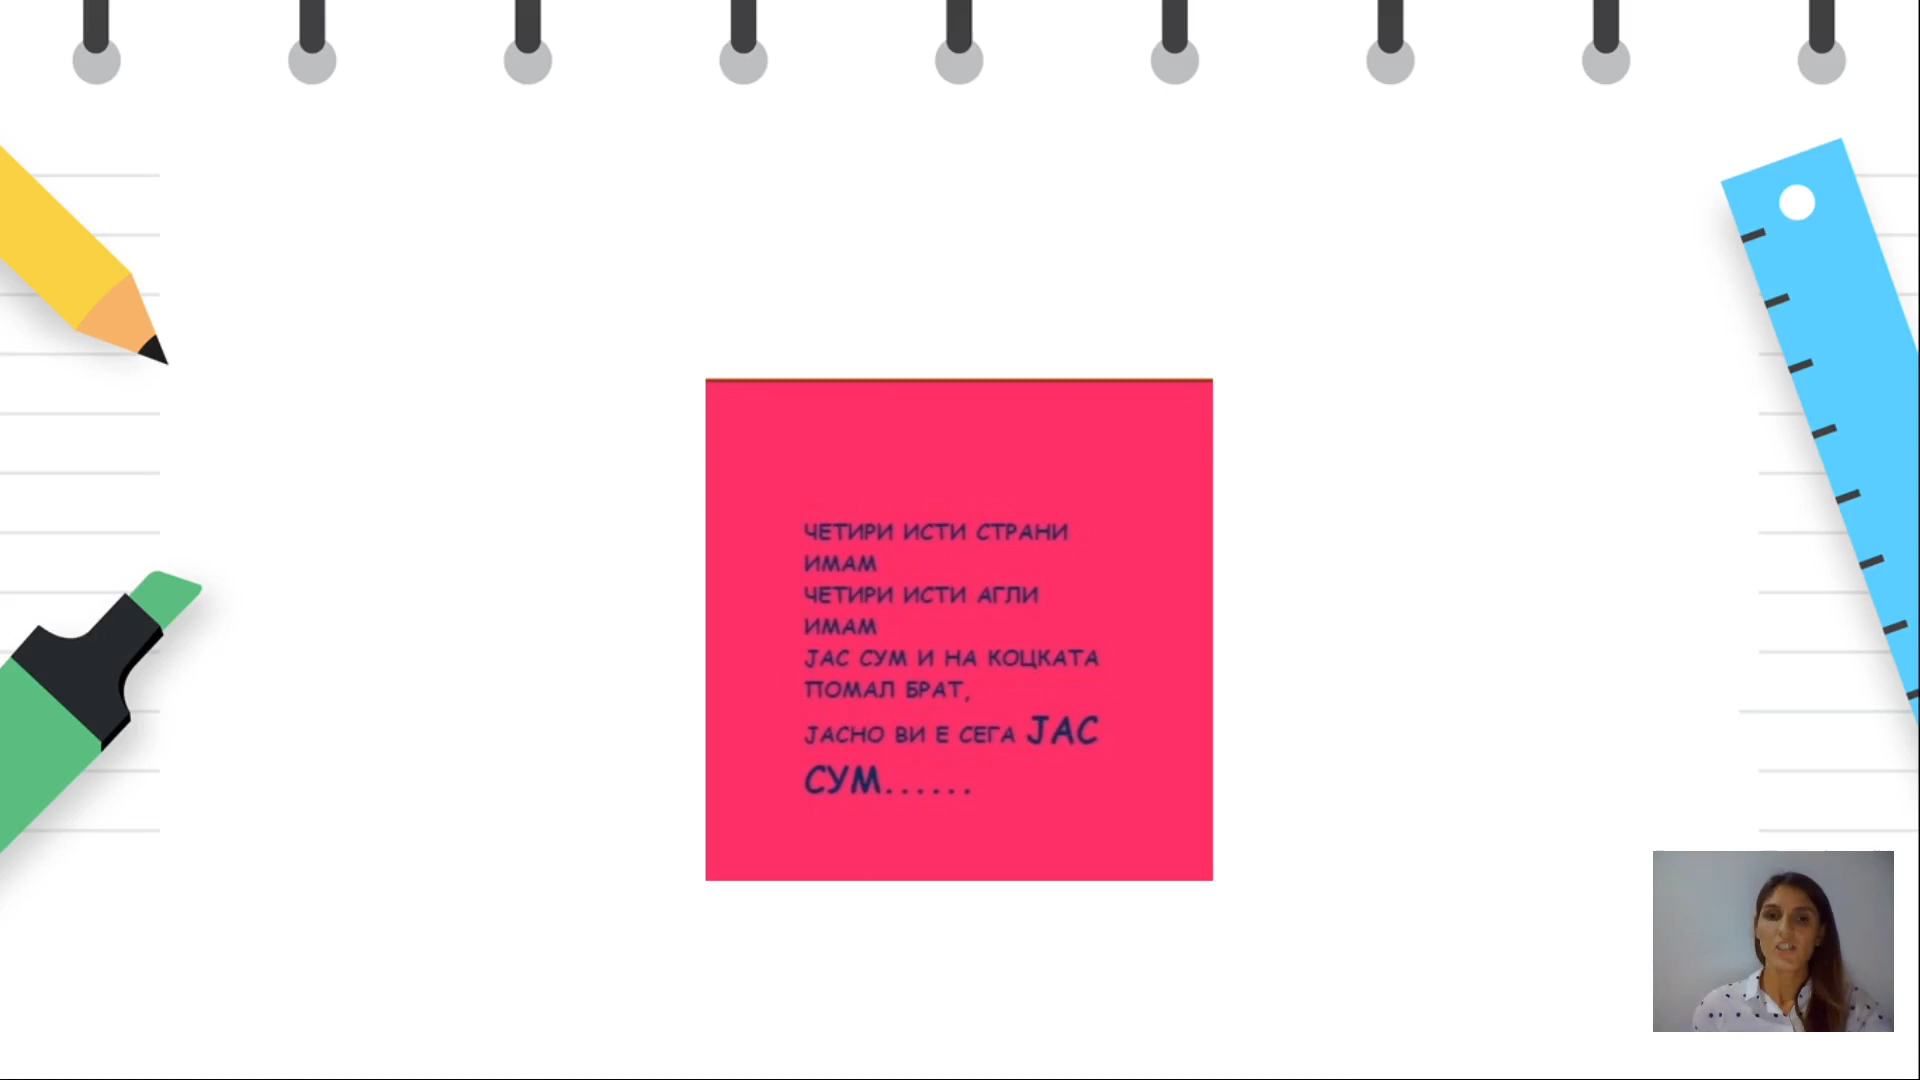 ЧЕТИРИ ИСТИ СТРАНИ
ИМАМ
ЧЕТИРИ ИСТИ АГЛИ
ИМАМ
ЈАС СУМ И НА КОЦКАТА
ПОМАЛ БРАТ,
ЈАСНО ВИ Е СЕГА ЈАС
СУМ......